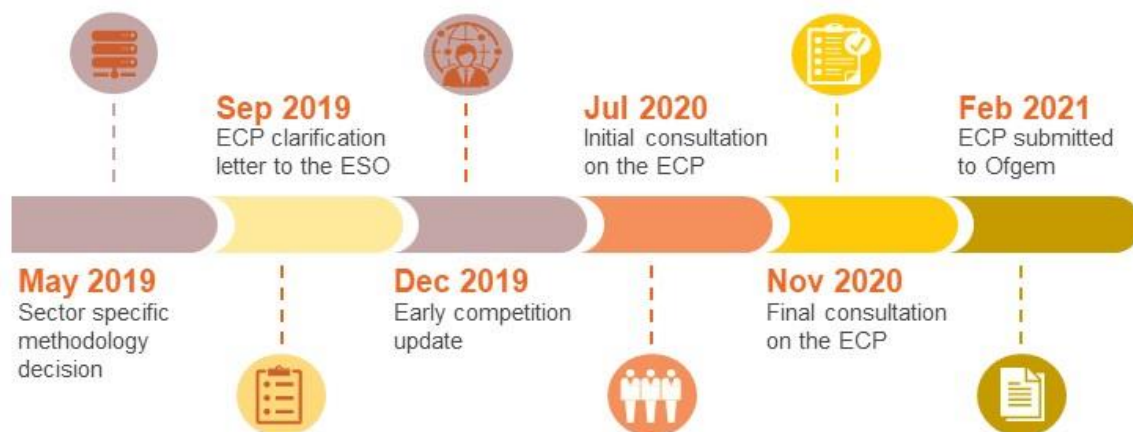 Sep 2019
ECP clarification
letter to the ESO
Jul 2020
Initial consultation
on the ECP
Feb 2021
ECP submitted
to Ofgem
May 2019
Sector specific
methodology
decision
Dec 2019
Early competition
update
Nov 2020
Final consultation
on the ECP